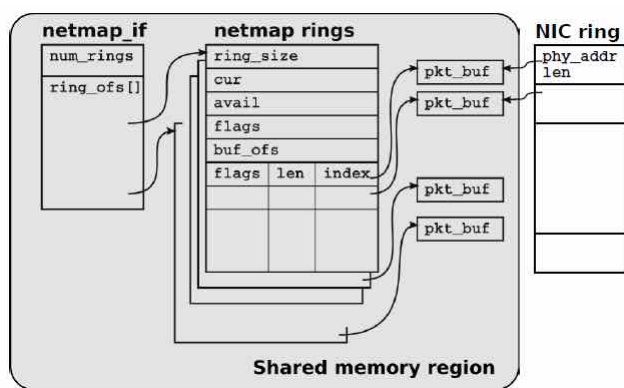 netmap_if
num_rings
ring_ofs[]
netmap rings
ring_size
cur
avail
flags
buf_ofs
flags len index
pkt_buf
pkt_buf
pkt_buf
pkt_buf
NIC ring
phy_addr
len
Shared memory region